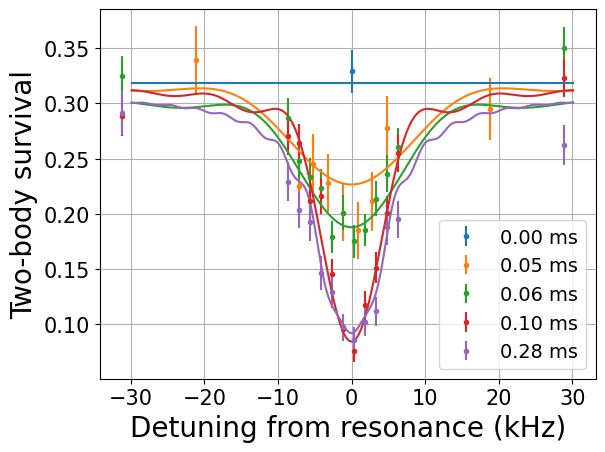 Two-body survival
0.35
0.30
0.25
0.20
0.15
0.10
0.00 ms
0.05 ms
0.06 ms
0.10 ms
0.28 ms
−30 −20 −10 0 10 20 30
Detuning from resonance (kHz)